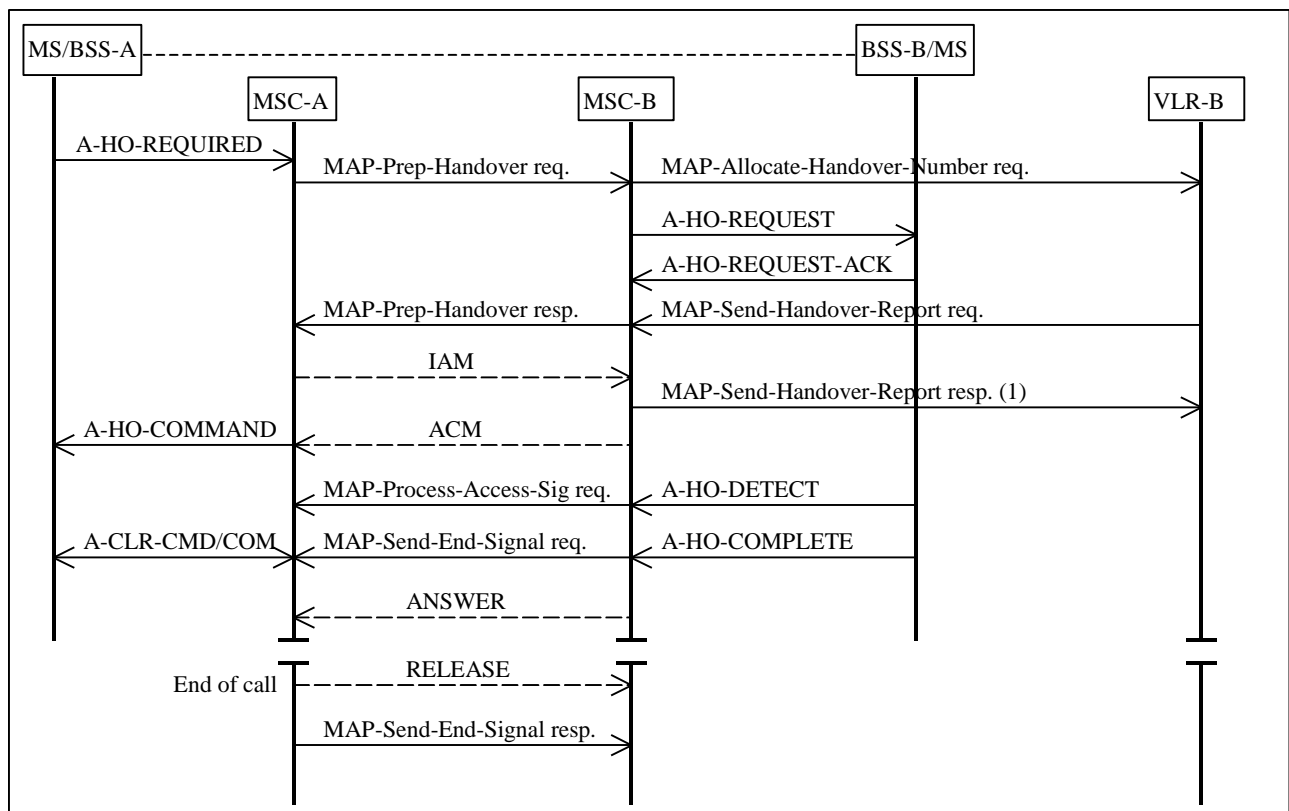 MS/BSS-A
BSS-B/MS
MSC-A
MSC-B
VLR-B
A-HO-REQUIRED
MAP-Prep-Handover req.
MAP-Allocate-Handover-Number req.
A-HO-REQUEST
A-HO-REQUEST-ACK
MAP-Prep-Handover resp.
MAP-Send-Handover-Report req.
IAM
MAP-Send-Handover-Report resp. (1)
A-HO-COMMAND
ACM
MAP-Process-Access-Sig req.
A-HO-DETECT
A-CLR-CMD/COM
MAP-Send-End-Signal req.
A-HO-COMPLETE
ANSWER
End of call
RELEASE
MAP-Send-End-Signal resp.